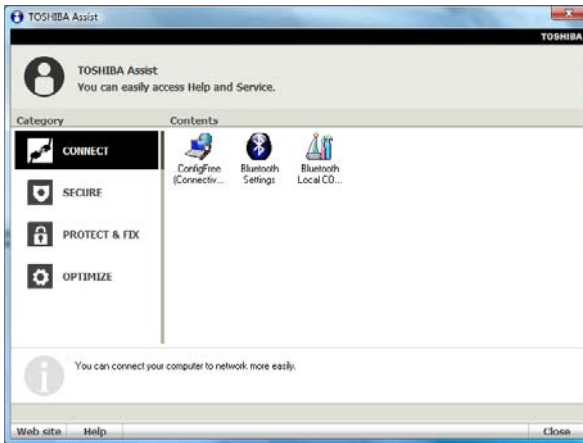 TOSHIBA Assist
TOSHIBA
TOSHIBA Assist
You can easily access Help and Service.
Category
Contents
CONNECT
SECURE
PROTECT & FIX
OPTIMIZE
ConfigFree
(Connectiv...
Bluetooth
Settings
Bluetooth
Local CO...
You can connect your computer to network more easily.
Web site
Help
Close